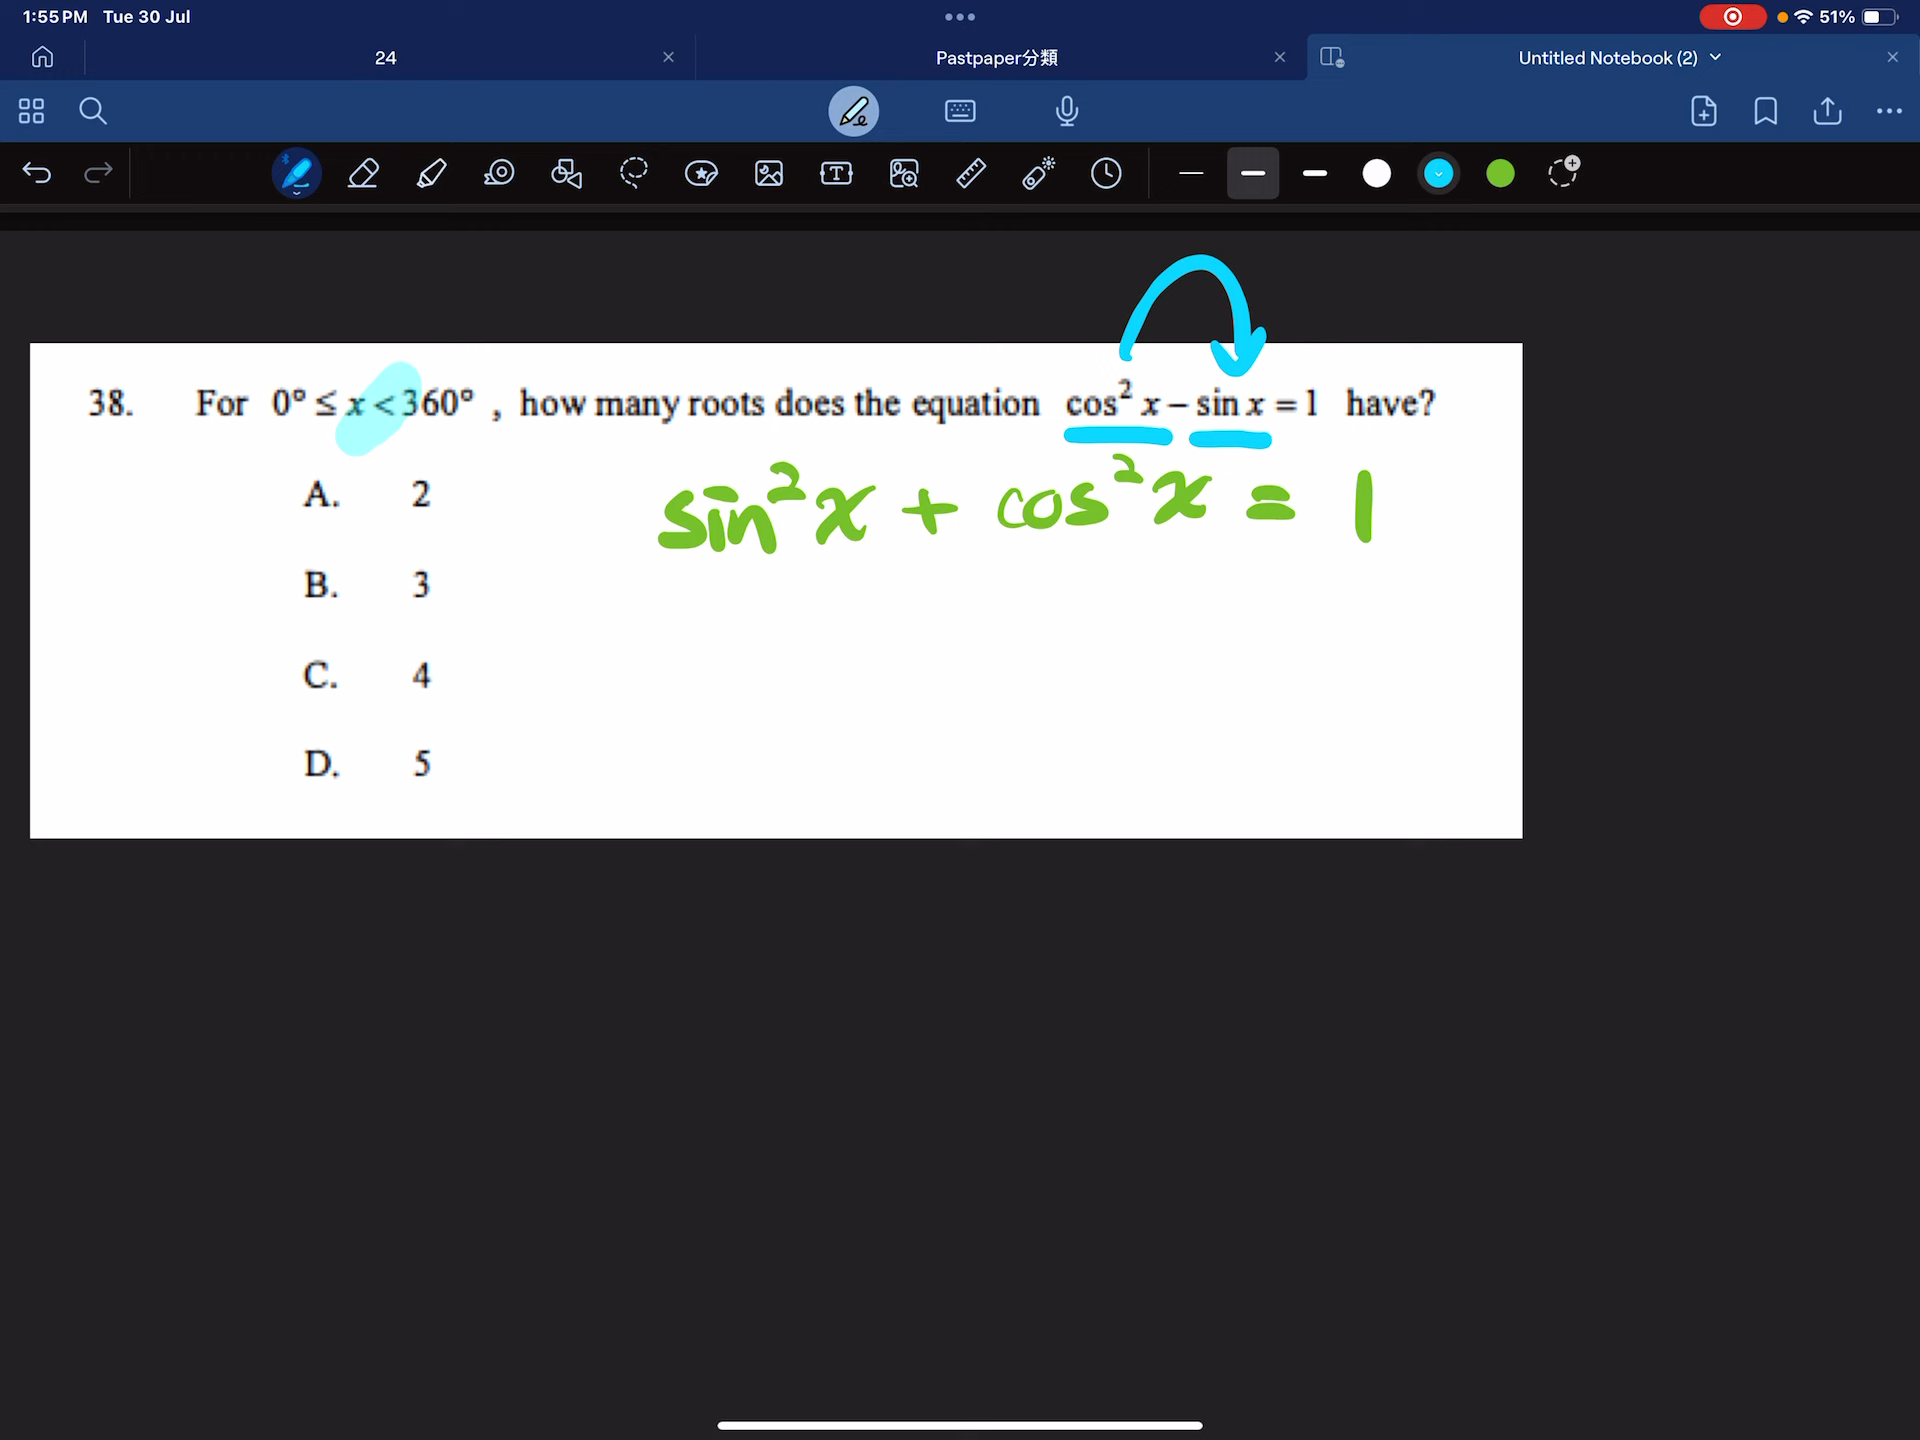 1:55 PM Tue 30 Jul 51%
24 Pastpaper分類 Untitled Notebook (2)
38. For 0° ≤ x < 360° , how many roots does the equation cos² x − sin x = 1 have?
A. 2
sin²x + cos²x = 1
B. 3
C. 4
D. 5